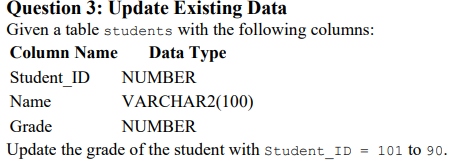 Question 3: Update Existing Data
Given a table students with the following columns:
Column Name Data Type
Student_ID NUMBER
Name VARCHAR2(100)
Grade NUMBER
Update the grade of the student with Student_ID = 101 to 90.